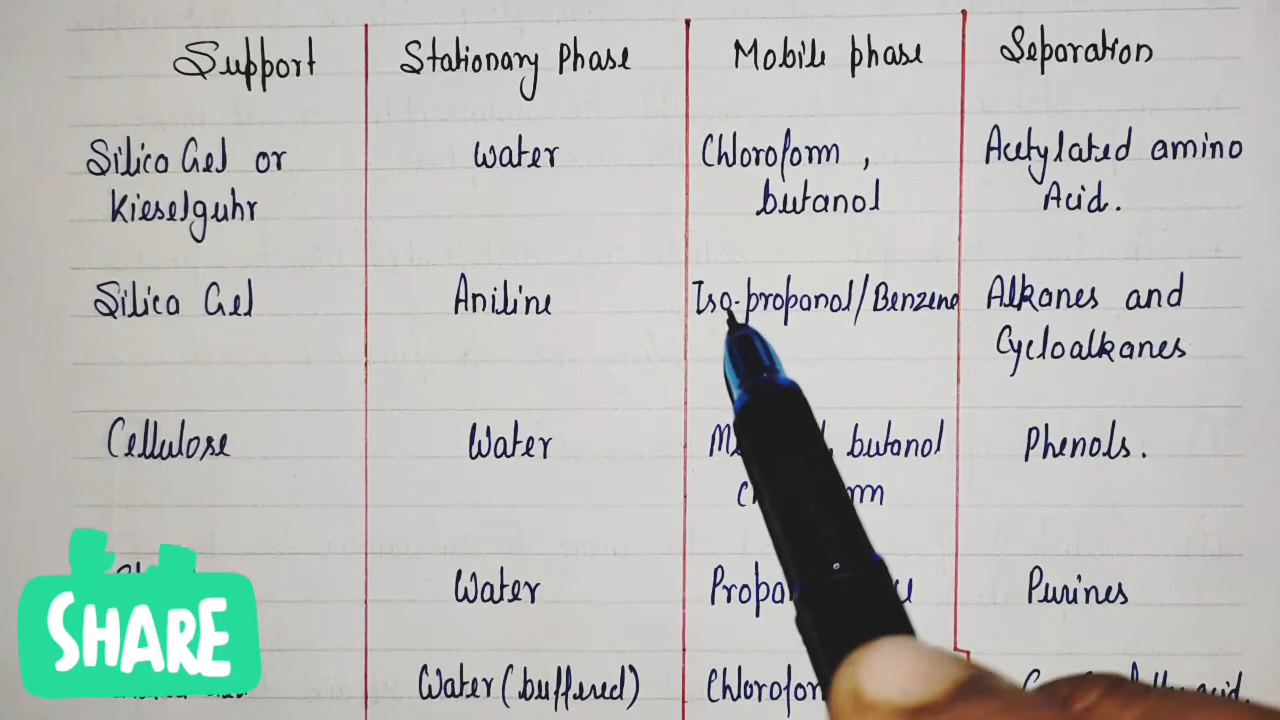 Support Stationary Phase Mobile phase Separation
Silica Gel or Water Chloroform , Acetylated amino
Kieselguhr butanol Acid.
Silica Gel Aniline Iso-propanol/Benzene Alkanes and
Cycloalkanes
Cellulose Water butanol Phenols.
Water Purines
Water (buffered) acid.
SHARE